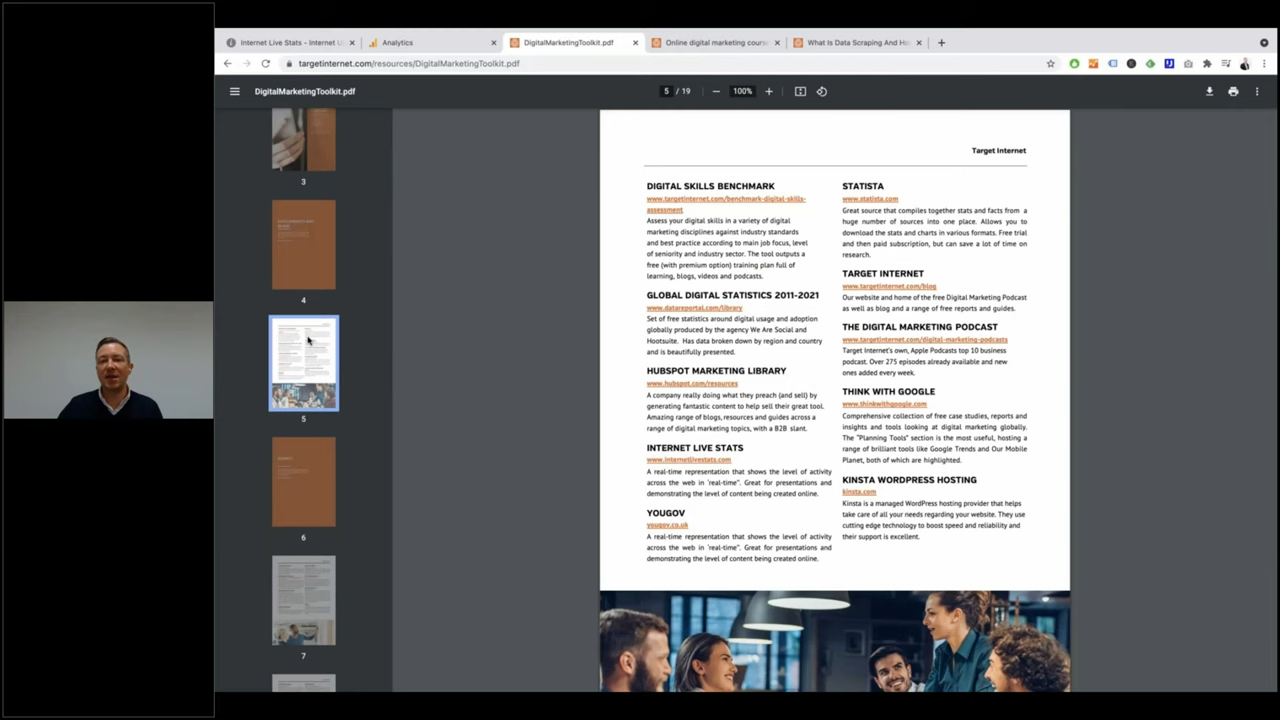 Internet Live Stats - Internet U
Analytics
DigitalMarketingToolkit.pdf
Online digital marketing cours
What Is Data Scraping And Ho
targetinternet.com/resources/DigitalMarketingToolkit.pdf
DigitalMarketingToolkit.pdf
5 / 19
100%
3
4
5
6
7
Target Internet
DIGITAL SKILLS BENCHMARK
www.targetinternet.com/benchmark-digital-skills-
assessment
Assess your digital skills in a variety of digital
marketing disciplines against industry standards
and best practice according to main job focus, level
of seniority and industry sector. The tool outputs a
free (with premium option) training plan full of
learning, blogs, videos and podcasts.
GLOBAL DIGITAL STATISTICS 2011-2021
www.datareportal.com/library
Set of free statistics around digital usage and adoption
globally produced by the agency We Are Social and
Hootsuite. Has data broken down by region and country
and is beautifully presented.
HUBSPOT MARKETING LIBRARY
www.hubspot.com/resources
A company really doing what they preach (and sell) by
generating fantastic content to help sell their great tool.
Amazing range of blogs, resources and guides across a
range of digital marketing topics, with a B2B slant.
INTERNET LIVE STATS
www.internetlivestats.com
A real-time representation that shows the level of activity
across the web in 'real-time". Great for presentations and
demonstrating the level of content being created online.
YOUGOV
yougov.co.uk
A real-time representation that shows the level of activity
across the web in 'real-time". Great for presentations and
demonstrating the level of content being created online.
STATISTA
www.statista.com
Great source that compiles together stats and facts from a
huge number of sources into one place. Allows you to
download the stats and charts in various formats. Free trial
and then paid subscription, but can save a lot of time on
research.
TARGET INTERNET
www.targetinternet.com/blog
Our website and home of the free Digital Marketing Podcast
as well as blog and a range of free reports and guides.
THE DIGITAL MARKETING PODCAST
www.targetinternet.com/digital-marketing-podcasts
Target Internet's own, Apple Podcasts top 10 business
podcast. Over 275 episodes already available and new
ones added every week.
THINK WITH GOOGLE
www.thinkwithgoogle.com
Comprehensive collection of free case studies, reports and
insights and tools looking at digital marketing globally.
The "Planning Tools" section is the most useful, hosting a
range of brilliant tools like Google Trends and Our Mobile
Planet, both of which are highlighted.
KINSTA WORDPRESS HOSTING
kinsta.com
Kinsta is a managed WordPress hosting provider that helps
take care of all your needs regarding your website. They use
cutting edge technology to boost speed and reliability and
their support is excellent.